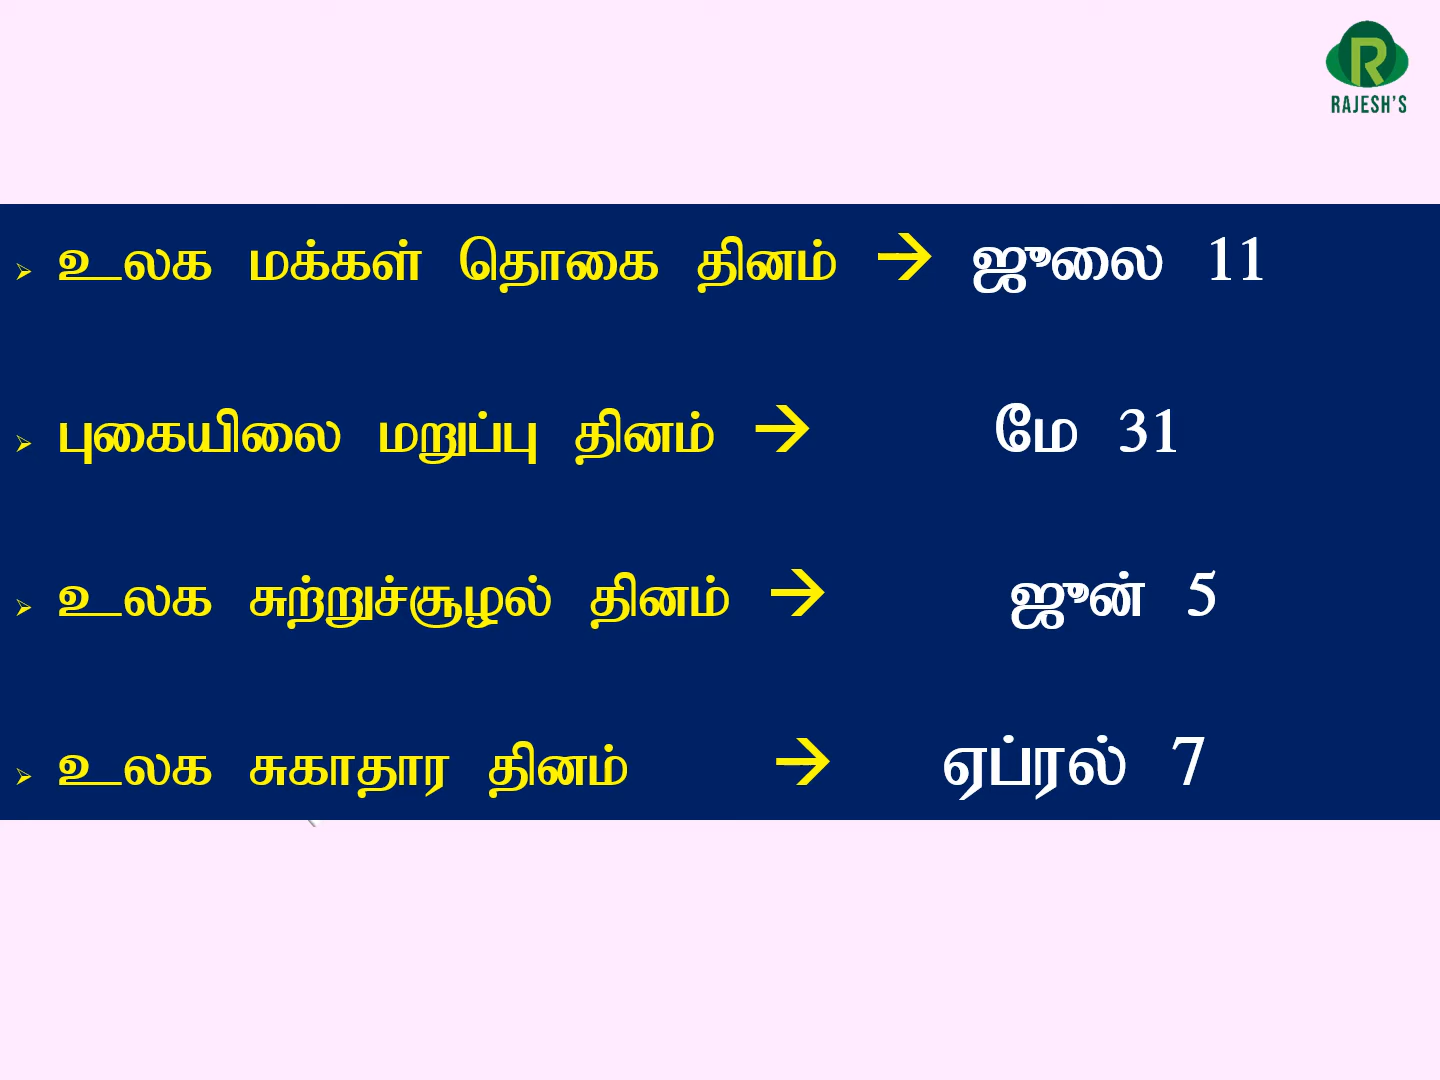 RAJESH'S
➢ உலக மக்கள் தொகை தினம் → ஜுலை 11
➢ புகையிலை மறுப்பு தினம் → மே 31
➢ உலக சுற்றுச்சூழல் தினம் → ஜுன் 5
➢ உலக சுகாதார தினம் → ஏப்ரல் 7